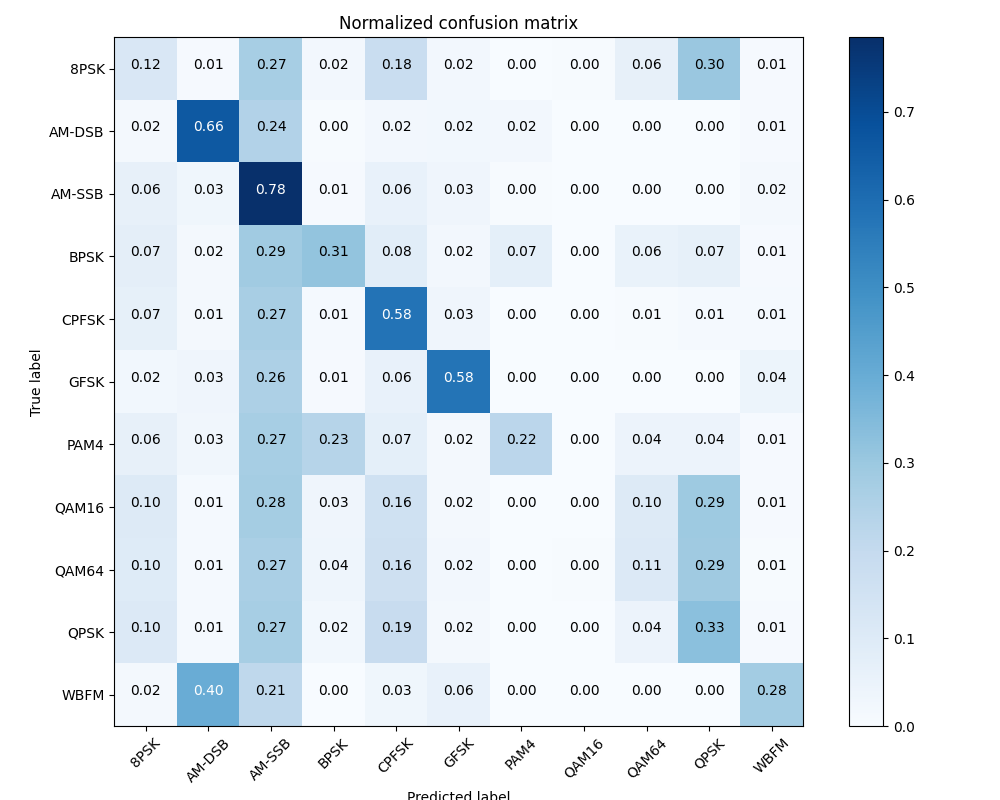 Normalized confusion matrix
8PSK 0.12 0.01 0.27 0.02 0.18 0.02 0.00 0.00 0.06 0.30 0.01
AM-DSB 0.02 0.66 0.24 0.00 0.02 0.02 0.02 0.00 0.00 0.00 0.01
AM-SSB 0.06 0.03 0.78 0.01 0.06 0.03 0.00 0.00 0.00 0.00 0.02
BPSK 0.07 0.02 0.29 0.31 0.08 0.02 0.07 0.00 0.06 0.07 0.01
CPFSK 0.07 0.01 0.27 0.01 0.58 0.03 0.00 0.00 0.01 0.01 0.01
GFSK 0.02 0.03 0.26 0.01 0.06 0.58 0.00 0.00 0.00 0.00 0.04
PAM4 0.06 0.03 0.27 0.23 0.07 0.02 0.22 0.00 0.04 0.04 0.01
QAM16 0.10 0.01 0.28 0.03 0.16 0.02 0.00 0.00 0.10 0.29 0.01
QAM64 0.10 0.01 0.27 0.04 0.16 0.02 0.00 0.00 0.11 0.29 0.01
QPSK 0.10 0.01 0.27 0.02 0.19 0.02 0.00 0.00 0.04 0.33 0.01
WBFM 0.02 0.40 0.21 0.00 0.03 0.06 0.00 0.00 0.00 0.00 0.28
8PSK AM-DSB AM-SSB BPSK CPFSK GFSK PAM4 QAM16 QAM64 QPSK WBFM
True label
Predicted label
0.7
0.6
0.5
0.4
0.3
0.2
0.1
0.0